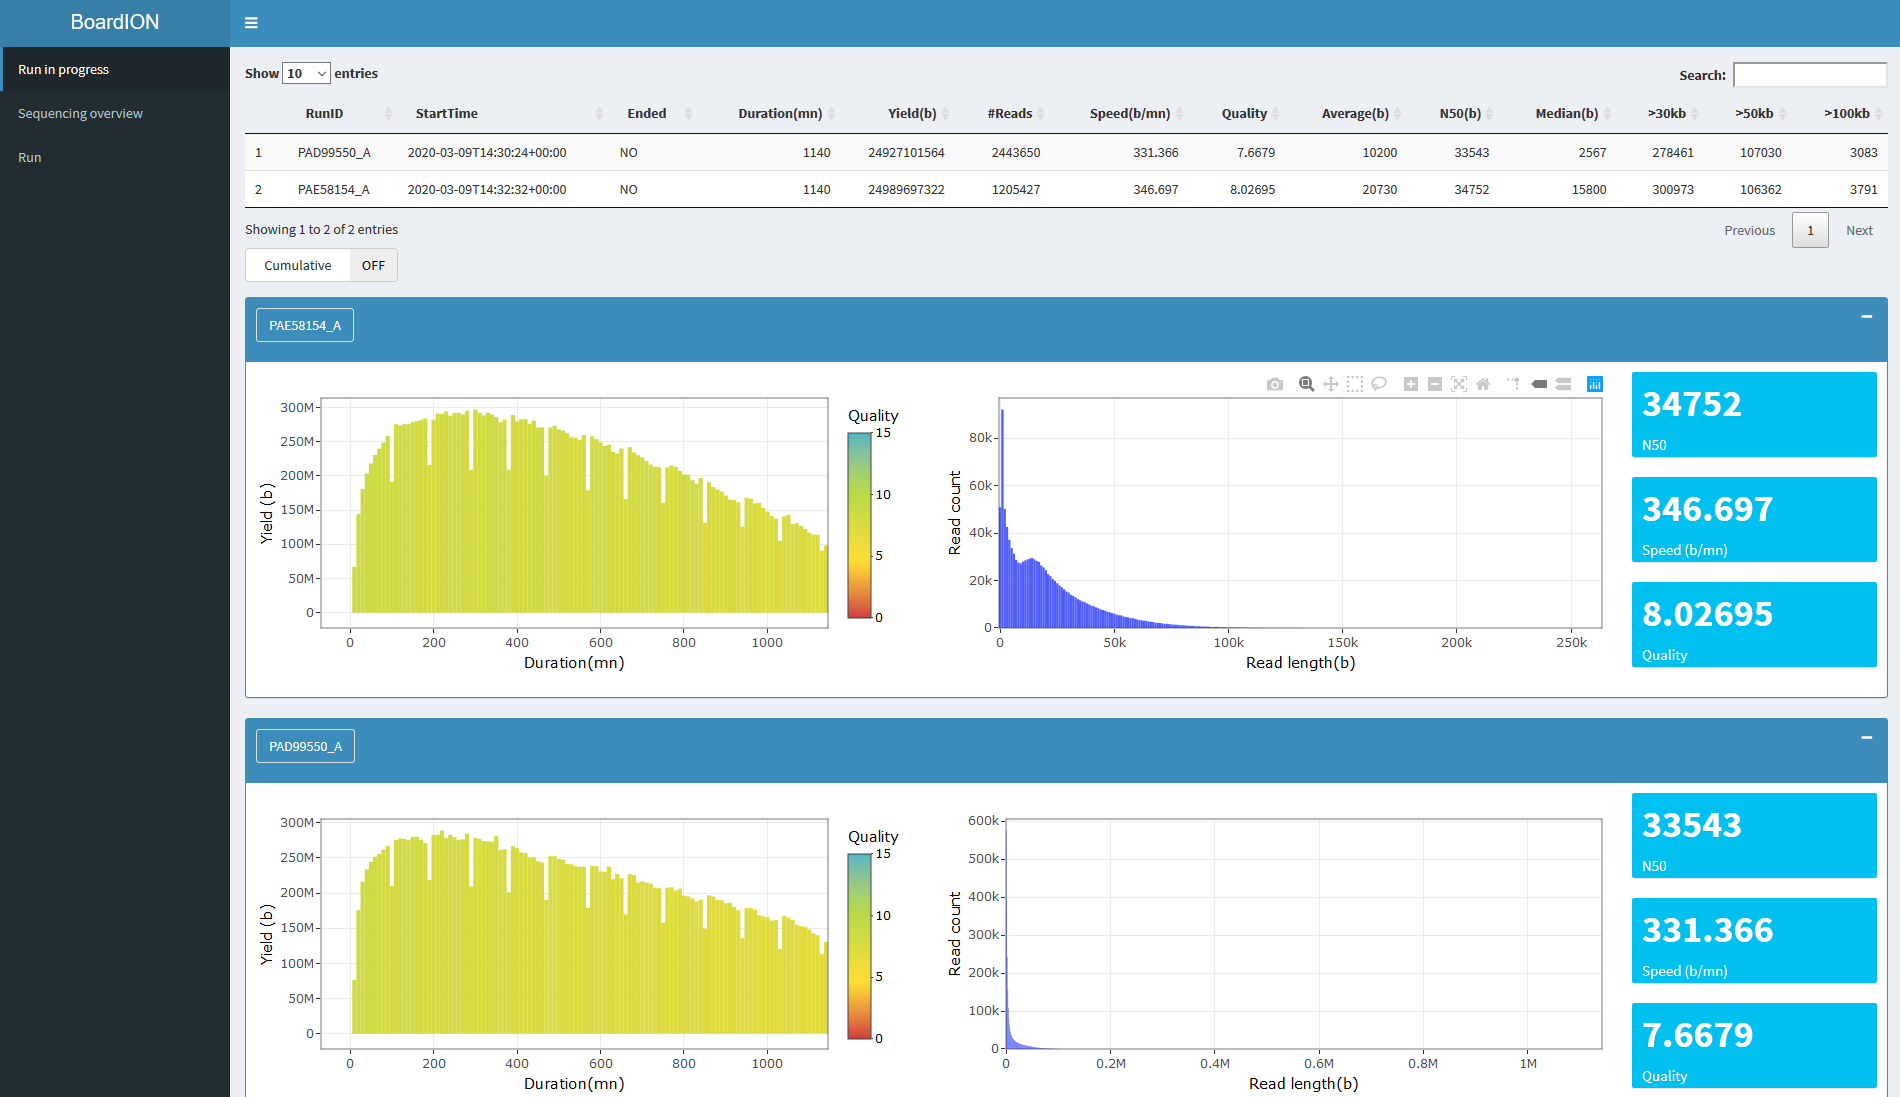 BoardION
Run in progress
Sequencing overview
Run
Show 10 entries
Search:
RunID StartTime Ended Duration(mn) Yield(b) #Reads Speed(b/mn) Quality Average(b) N50(b) Median(b) >30kb >50kb >100kb
1 PAD99550_A 2020-03-09T14:30:24+00:00 NO 1140 24927101564 2443650 331.366 7.6679 10200 33543 2567 278461 107030 3083
2 PAE58154_A 2020-03-09T14:32:32+00:00 NO 1140 24989697322 1205427 346.697 8.02695 20730 34752 15800 300973 106362 3791
Showing 1 to 2 of 2 entries
Previous 1 Next
Cumulative OFF
PAE58154_A
300M
250M
200M
150M
100M
50M
0
Yield (b)
0 200 400 600 800 1000
Duration(mn)
Quality
15
10
5
0
80k
60k
40k
20k
0
Read count
0 50k 100k 150k 200k 250k
Read length(b)
34752
N50
346.697
Speed (b/mn)
8.02695
Quality
PAD99550_A
300M
250M
200M
150M
100M
50M
0
Yield (b)
0 200 400 600 800 1000
Duration(mn)
Quality
15
10
5
0
600k
500k
400k
300k
200k
100k
0
Read count
0 0.2M 0.4M 0.6M 0.8M 1M
Read length(b)
33543
N50
331.366
Speed (b/mn)
7.6679
Quality